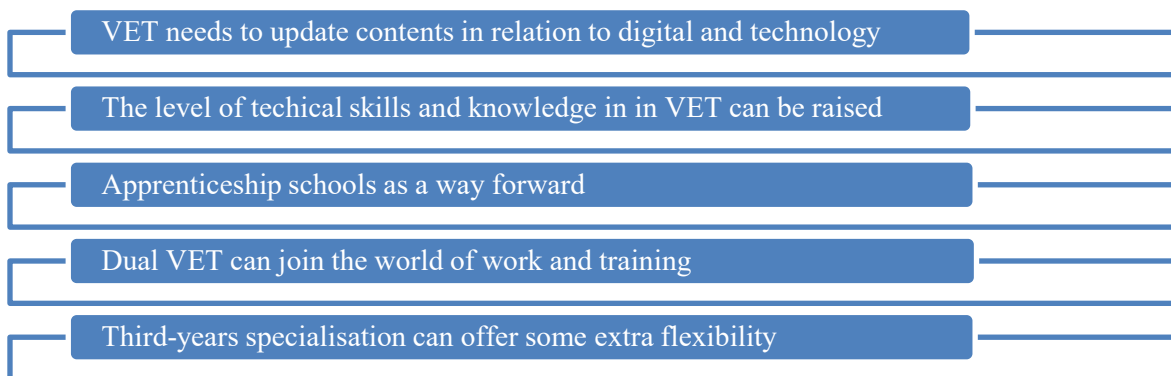 VET needs to update contents in relation to digital and technology
The level of techical skills and knowledge in in VET can be raised
Apprenticeship schools as a way forward
Dual VET can join the world of work and training
Third-years specialisation can offer some extra flexibility